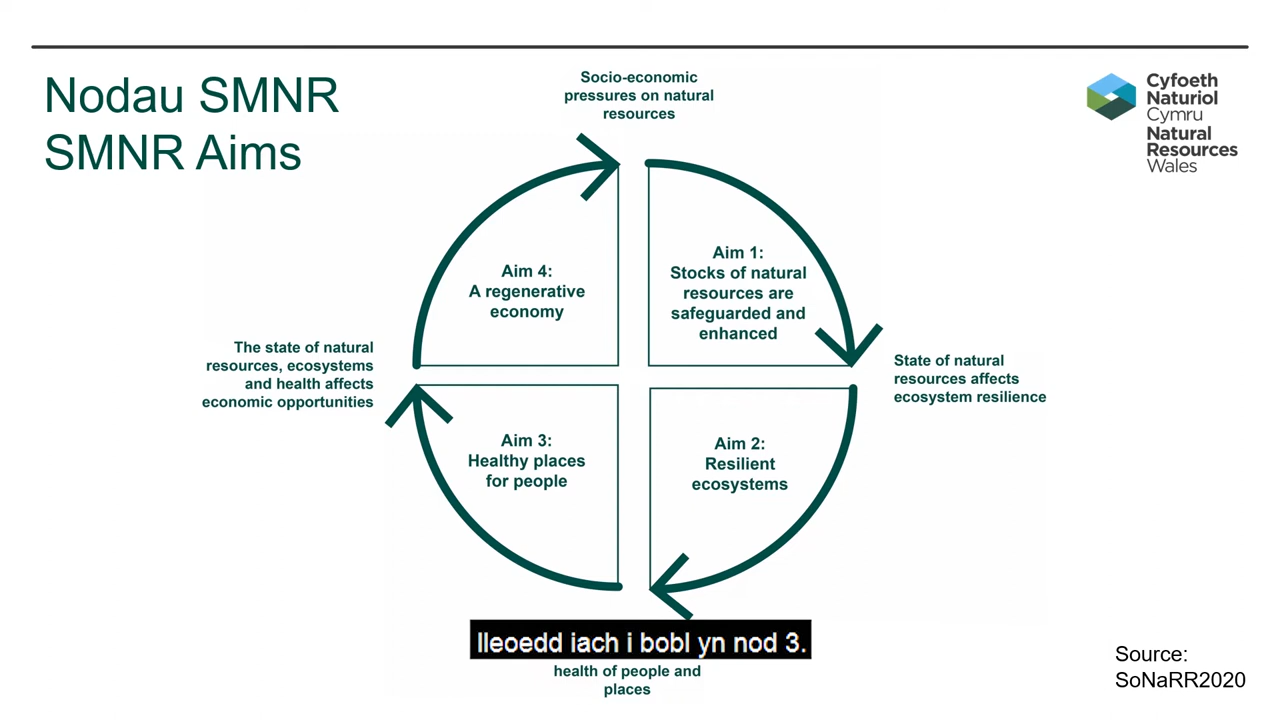 Nodau SMNR
SMNR Aims
Socio-economic
pressures on natural
resources
Cyfoeth
Naturiol
Cymru
Natural
Resources
Wales
Aim 4:
A regenerative
economy
Aim 1:
Stocks of natural
resources are
safeguarded and
enhanced
The state of natural
resources, ecosystems
and health affects
economic opportunities
State of natural
resources affects
ecosystem resilience
Aim 3:
Healthy places
for people
Aim 2:
Resilient
ecosystems
lleoedd iach i bobl yn nod 3.
health of people and
places
Source:
SoNaRR2020